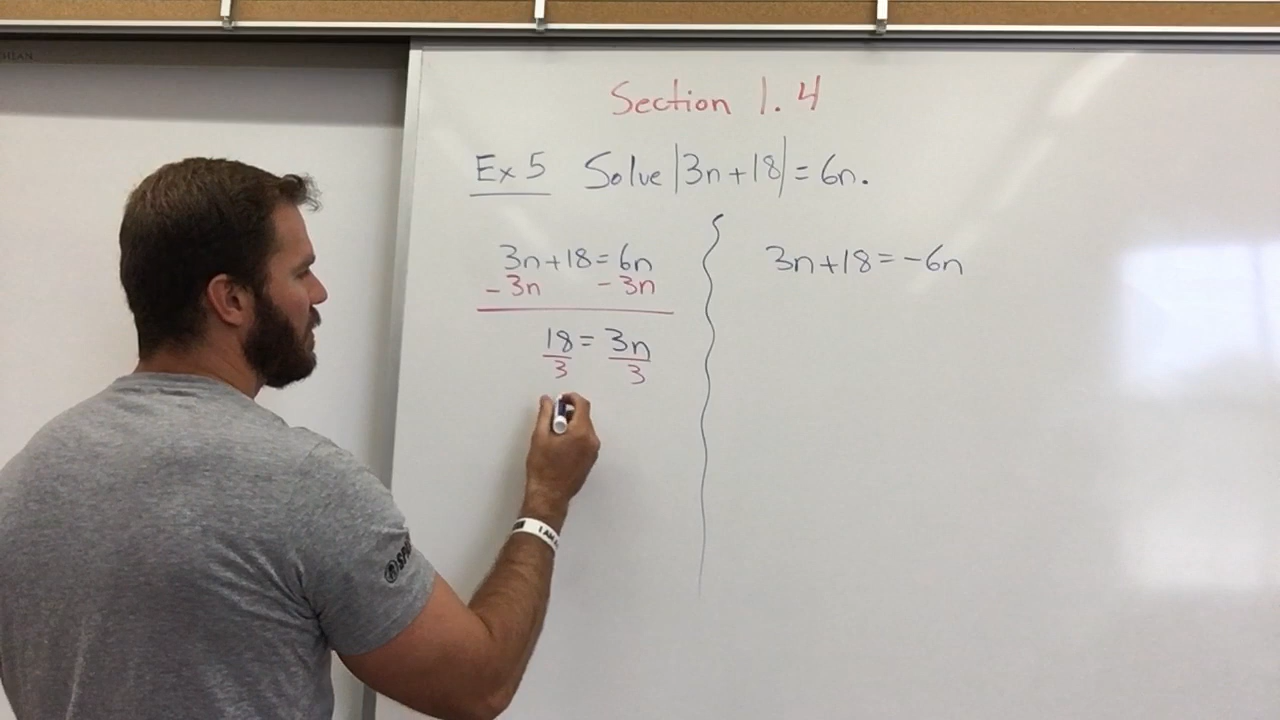 Section 1.4
Ex 5 Solve |3n+18| = 6n.
3n+18=6n
-3n -3n
18 = 3n
3 3
3n+18=-6n
I AM